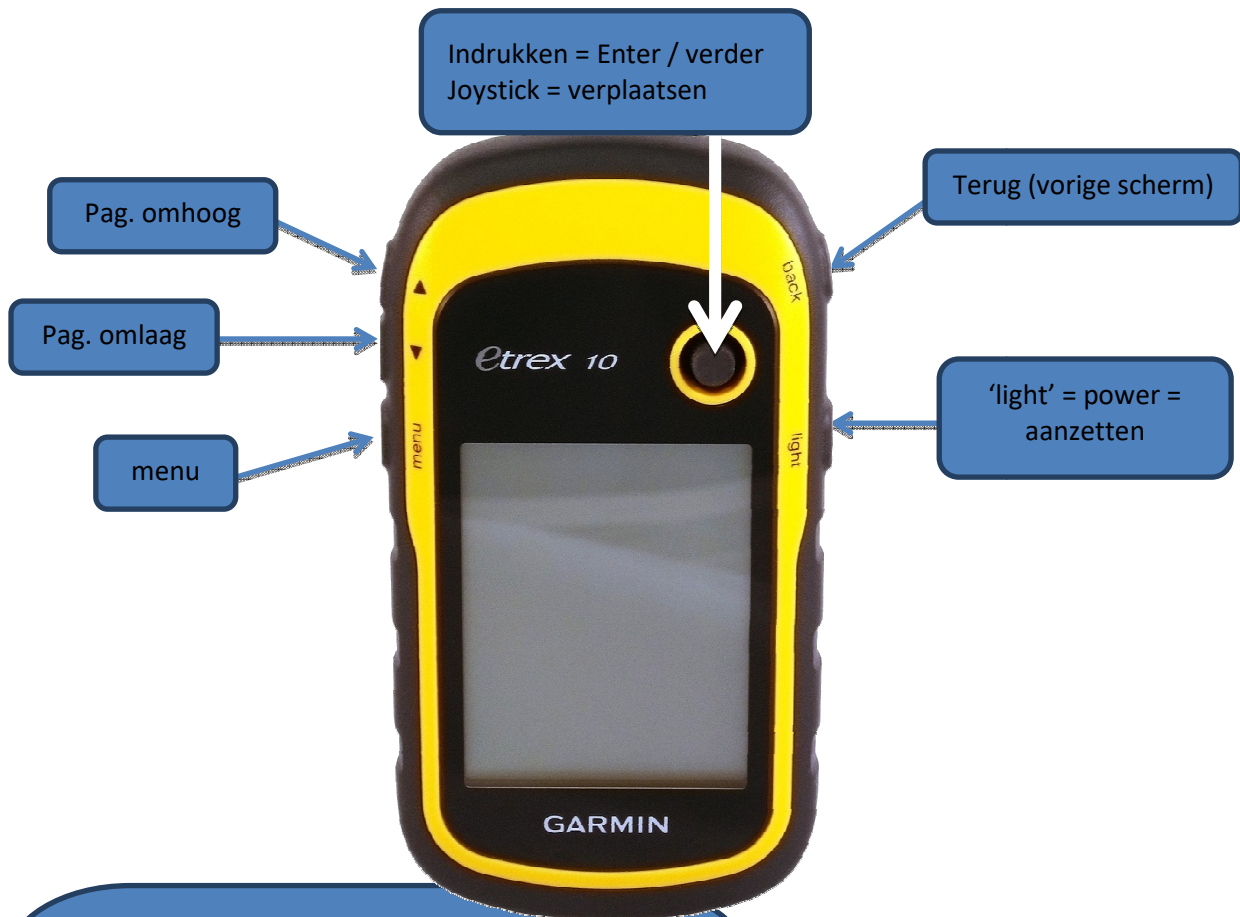 Indrukken = Enter / verder
Joystick = verplaatsen
Terug (vorige scherm)
Pag. omhoog
back
▲
Pag. omlaag
▼
etrex 10
'light' = power =
aanzetten
menu
light
menu
GARMIN